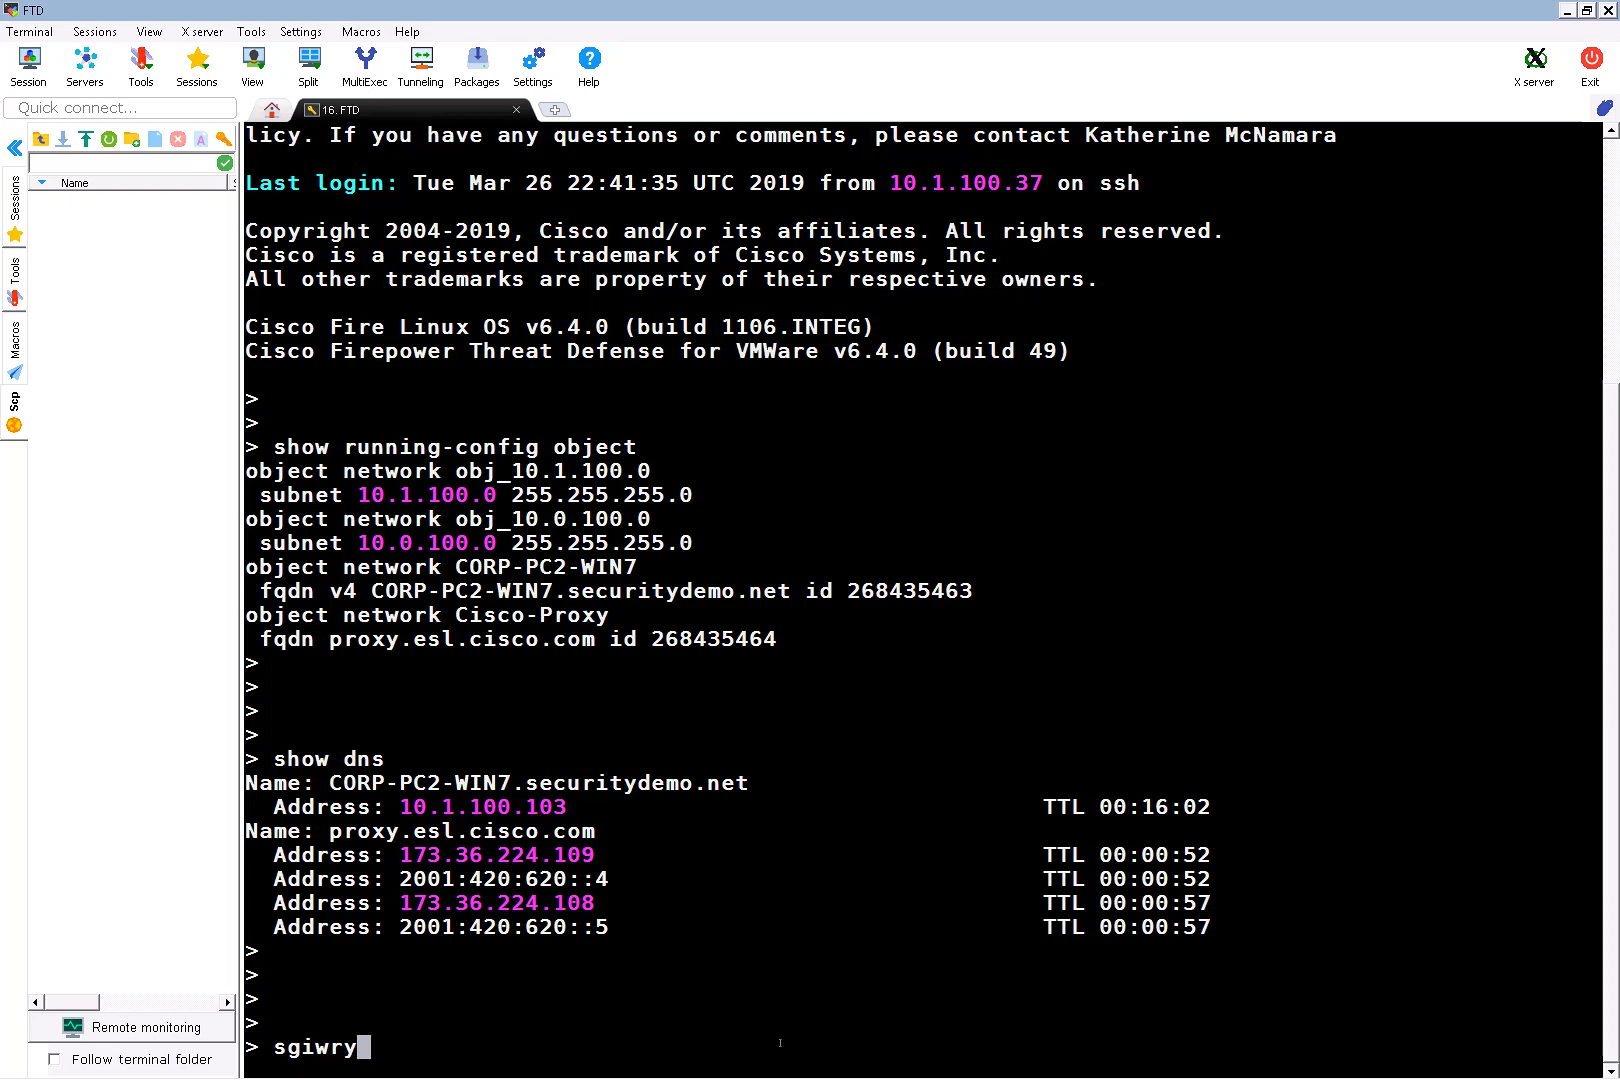 FTD
Terminal Sessions View X server Tools Settings Macros Help
Session Servers Tools Sessions View Split MultiExec Tunneling Packages Settings Help X server Exit
Quick connect...
16. FTD
Name
Sessions
Tools
Macros
Scp
licy. If you have any questions or comments, please contact Katherine McNamara
Last login: Tue Mar 26 22:41:35 UTC 2019 from 10.1.100.37 on ssh
Copyright 2004-2019, Cisco and/or its affiliates. All rights reserved.
Cisco is a registered trademark of Cisco Systems, Inc.
All other trademarks are property of their respective owners.
Cisco Fire Linux OS v6.4.0 (build 1106.INTEG)
Cisco Firepower Threat Defense for VMWare v6.4.0 (build 49)
>
>
> show running-config object
object network obj_10.1.100.0
subnet 10.1.100.0 255.255.255.0
object network obj_10.0.100.0
subnet 10.0.100.0 255.255.255.0
object network CORP-PC2-WIN7
fqdn v4 CORP-PC2-WIN7.securitydemo.net id 268435463
object network Cisco-Proxy
fqdn proxy.esl.cisco.com id 268435464
>
>
>
>
> show dns
Name: CORP-PC2-WIN7.securitydemo.net
Address: 10.1.100.103 TTL 00:16:02
Name: proxy.esl.cisco.com
Address: 173.36.224.109 TTL 00:00:52
Address: 2001:420:620::4 TTL 00:00:52
Address: 173.36.224.108 TTL 00:00:57
Address: 2001:420:620::5 TTL 00:00:57
>
>
>
>
> sgiwry
Remote monitoring
Follow terminal folder